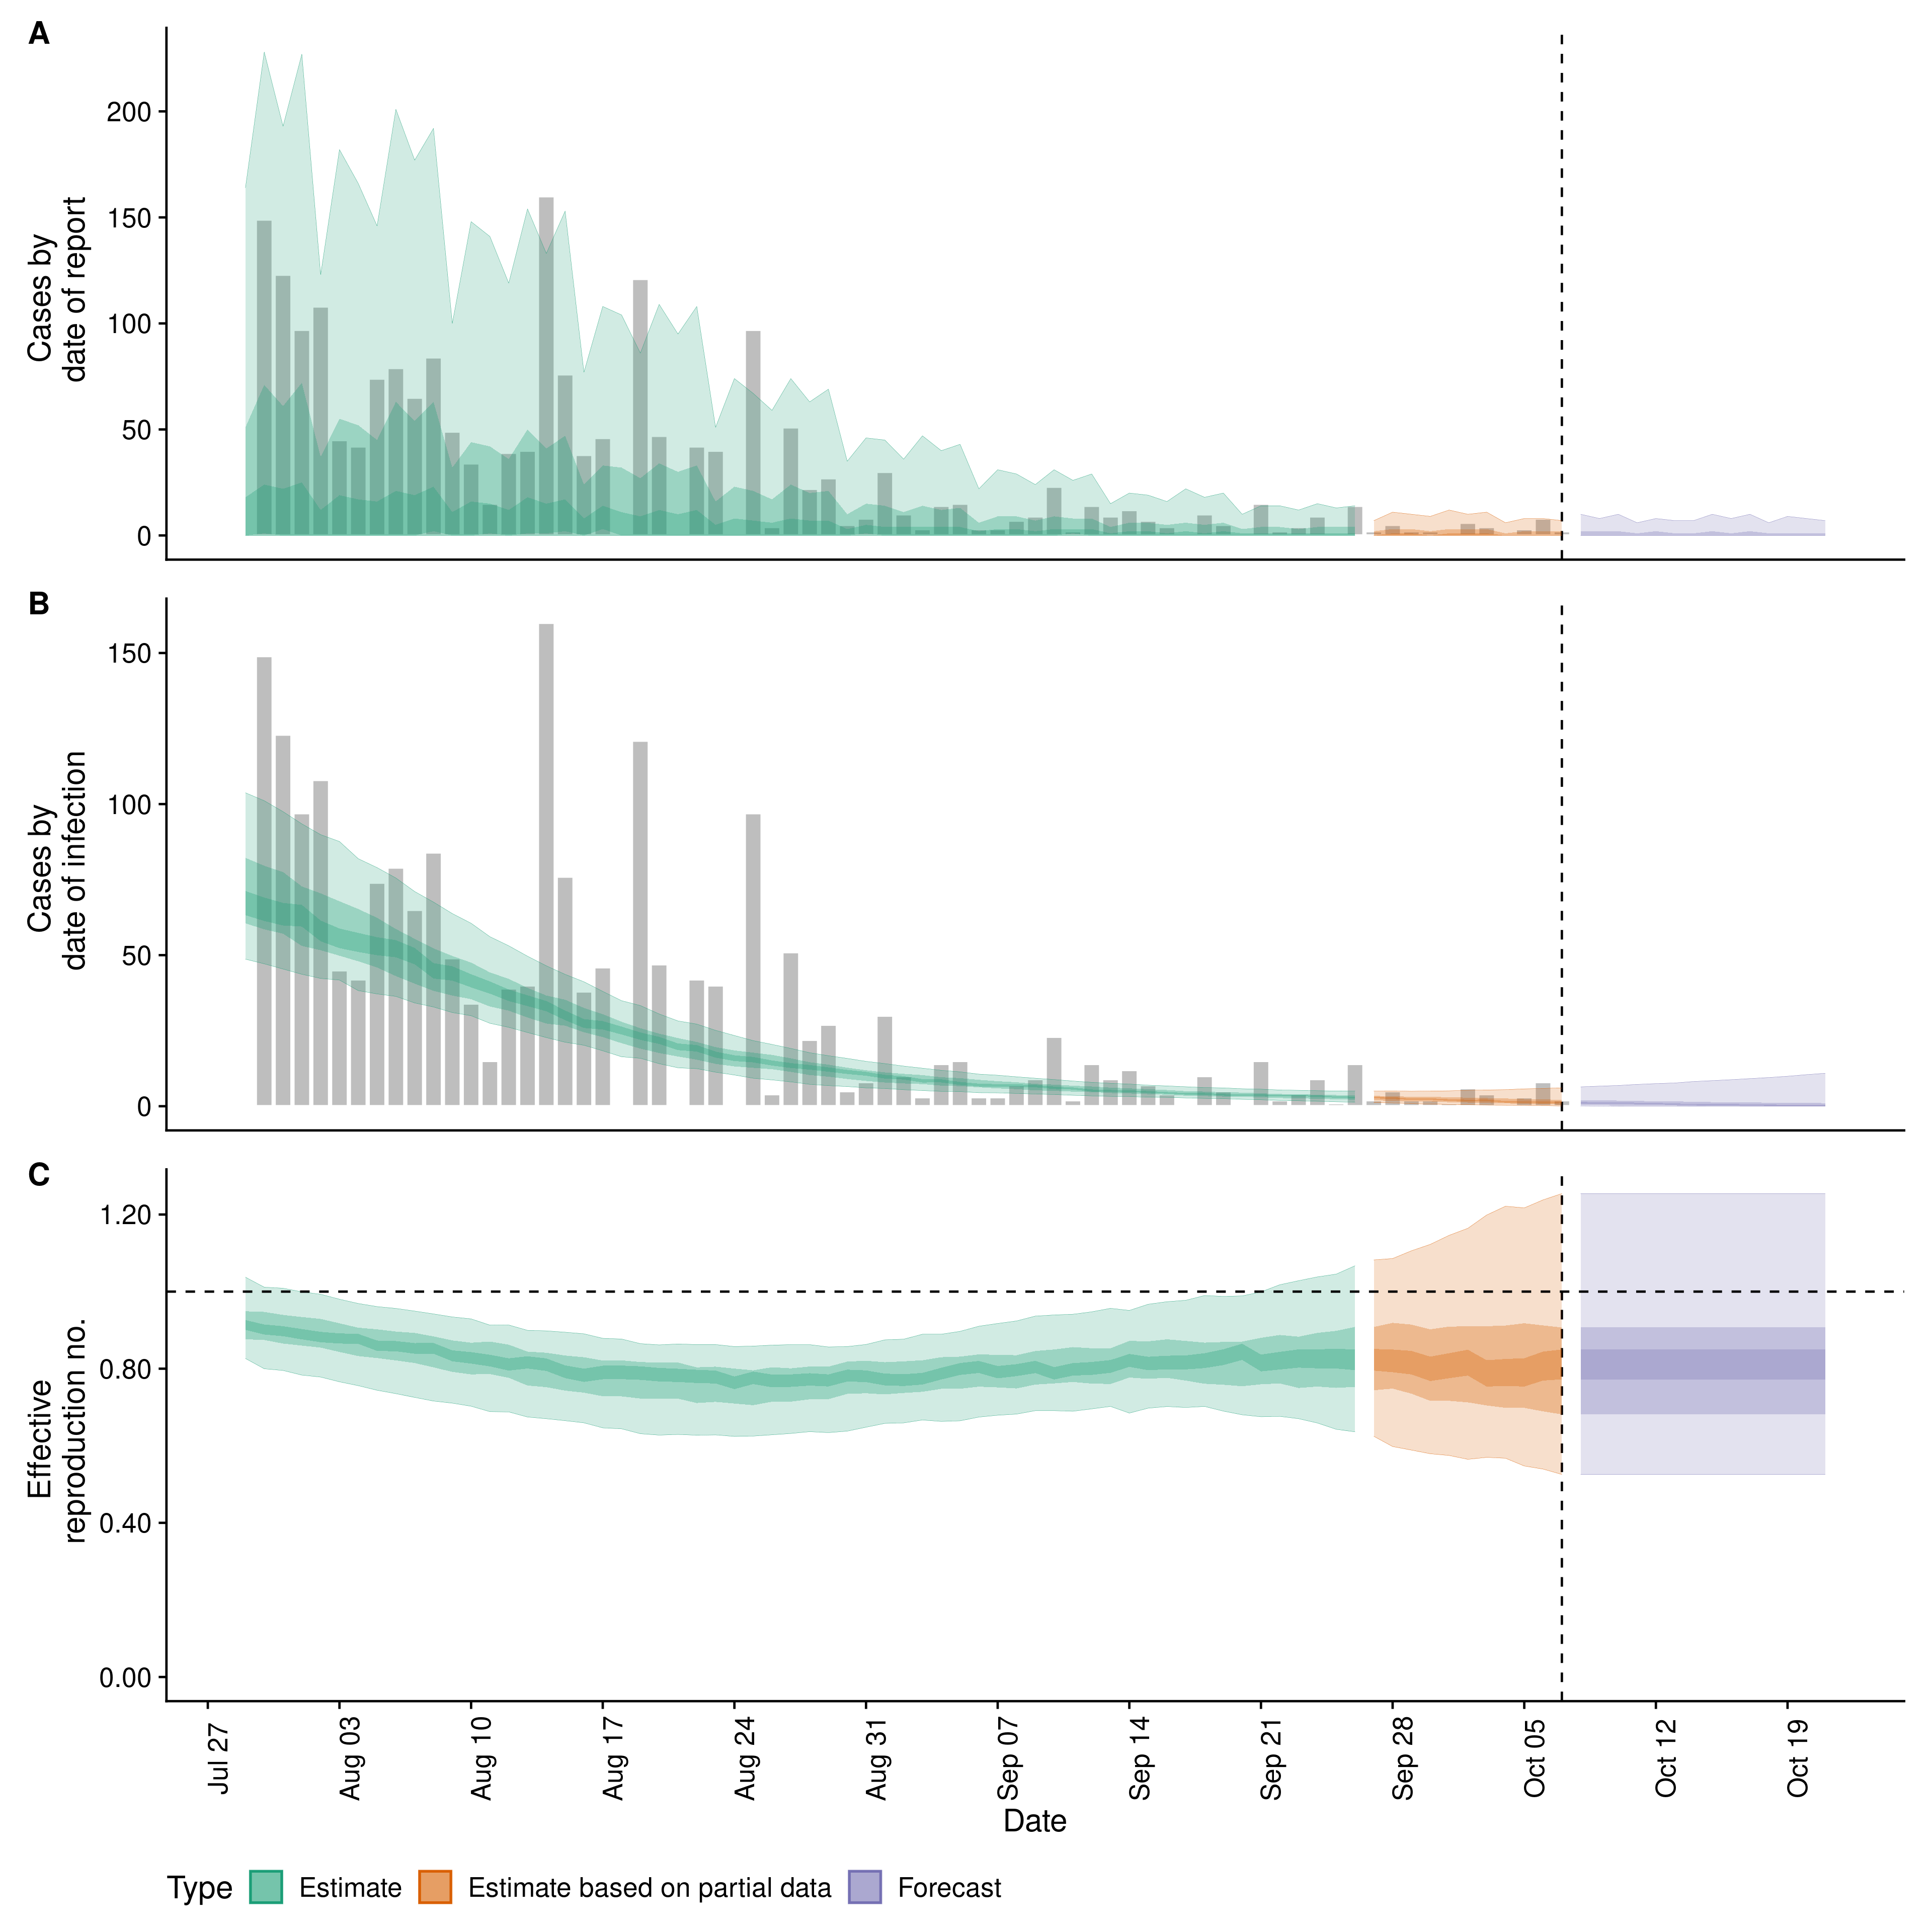 A
Cases by
date of report
200
150
100
50
0
B
Cases by
date of infection
150
100
50
0
C
Effective
reproduction no.
1.20
0.80
0.40
0.00
Jul 27
Aug 03
Aug 10
Aug 17
Aug 24
Aug 31
Sep 07
Sep 14
Sep 21
Sep 28
Oct 05
Oct 12
Oct 19
Date
Type Estimate Estimate based on partial data Forecast